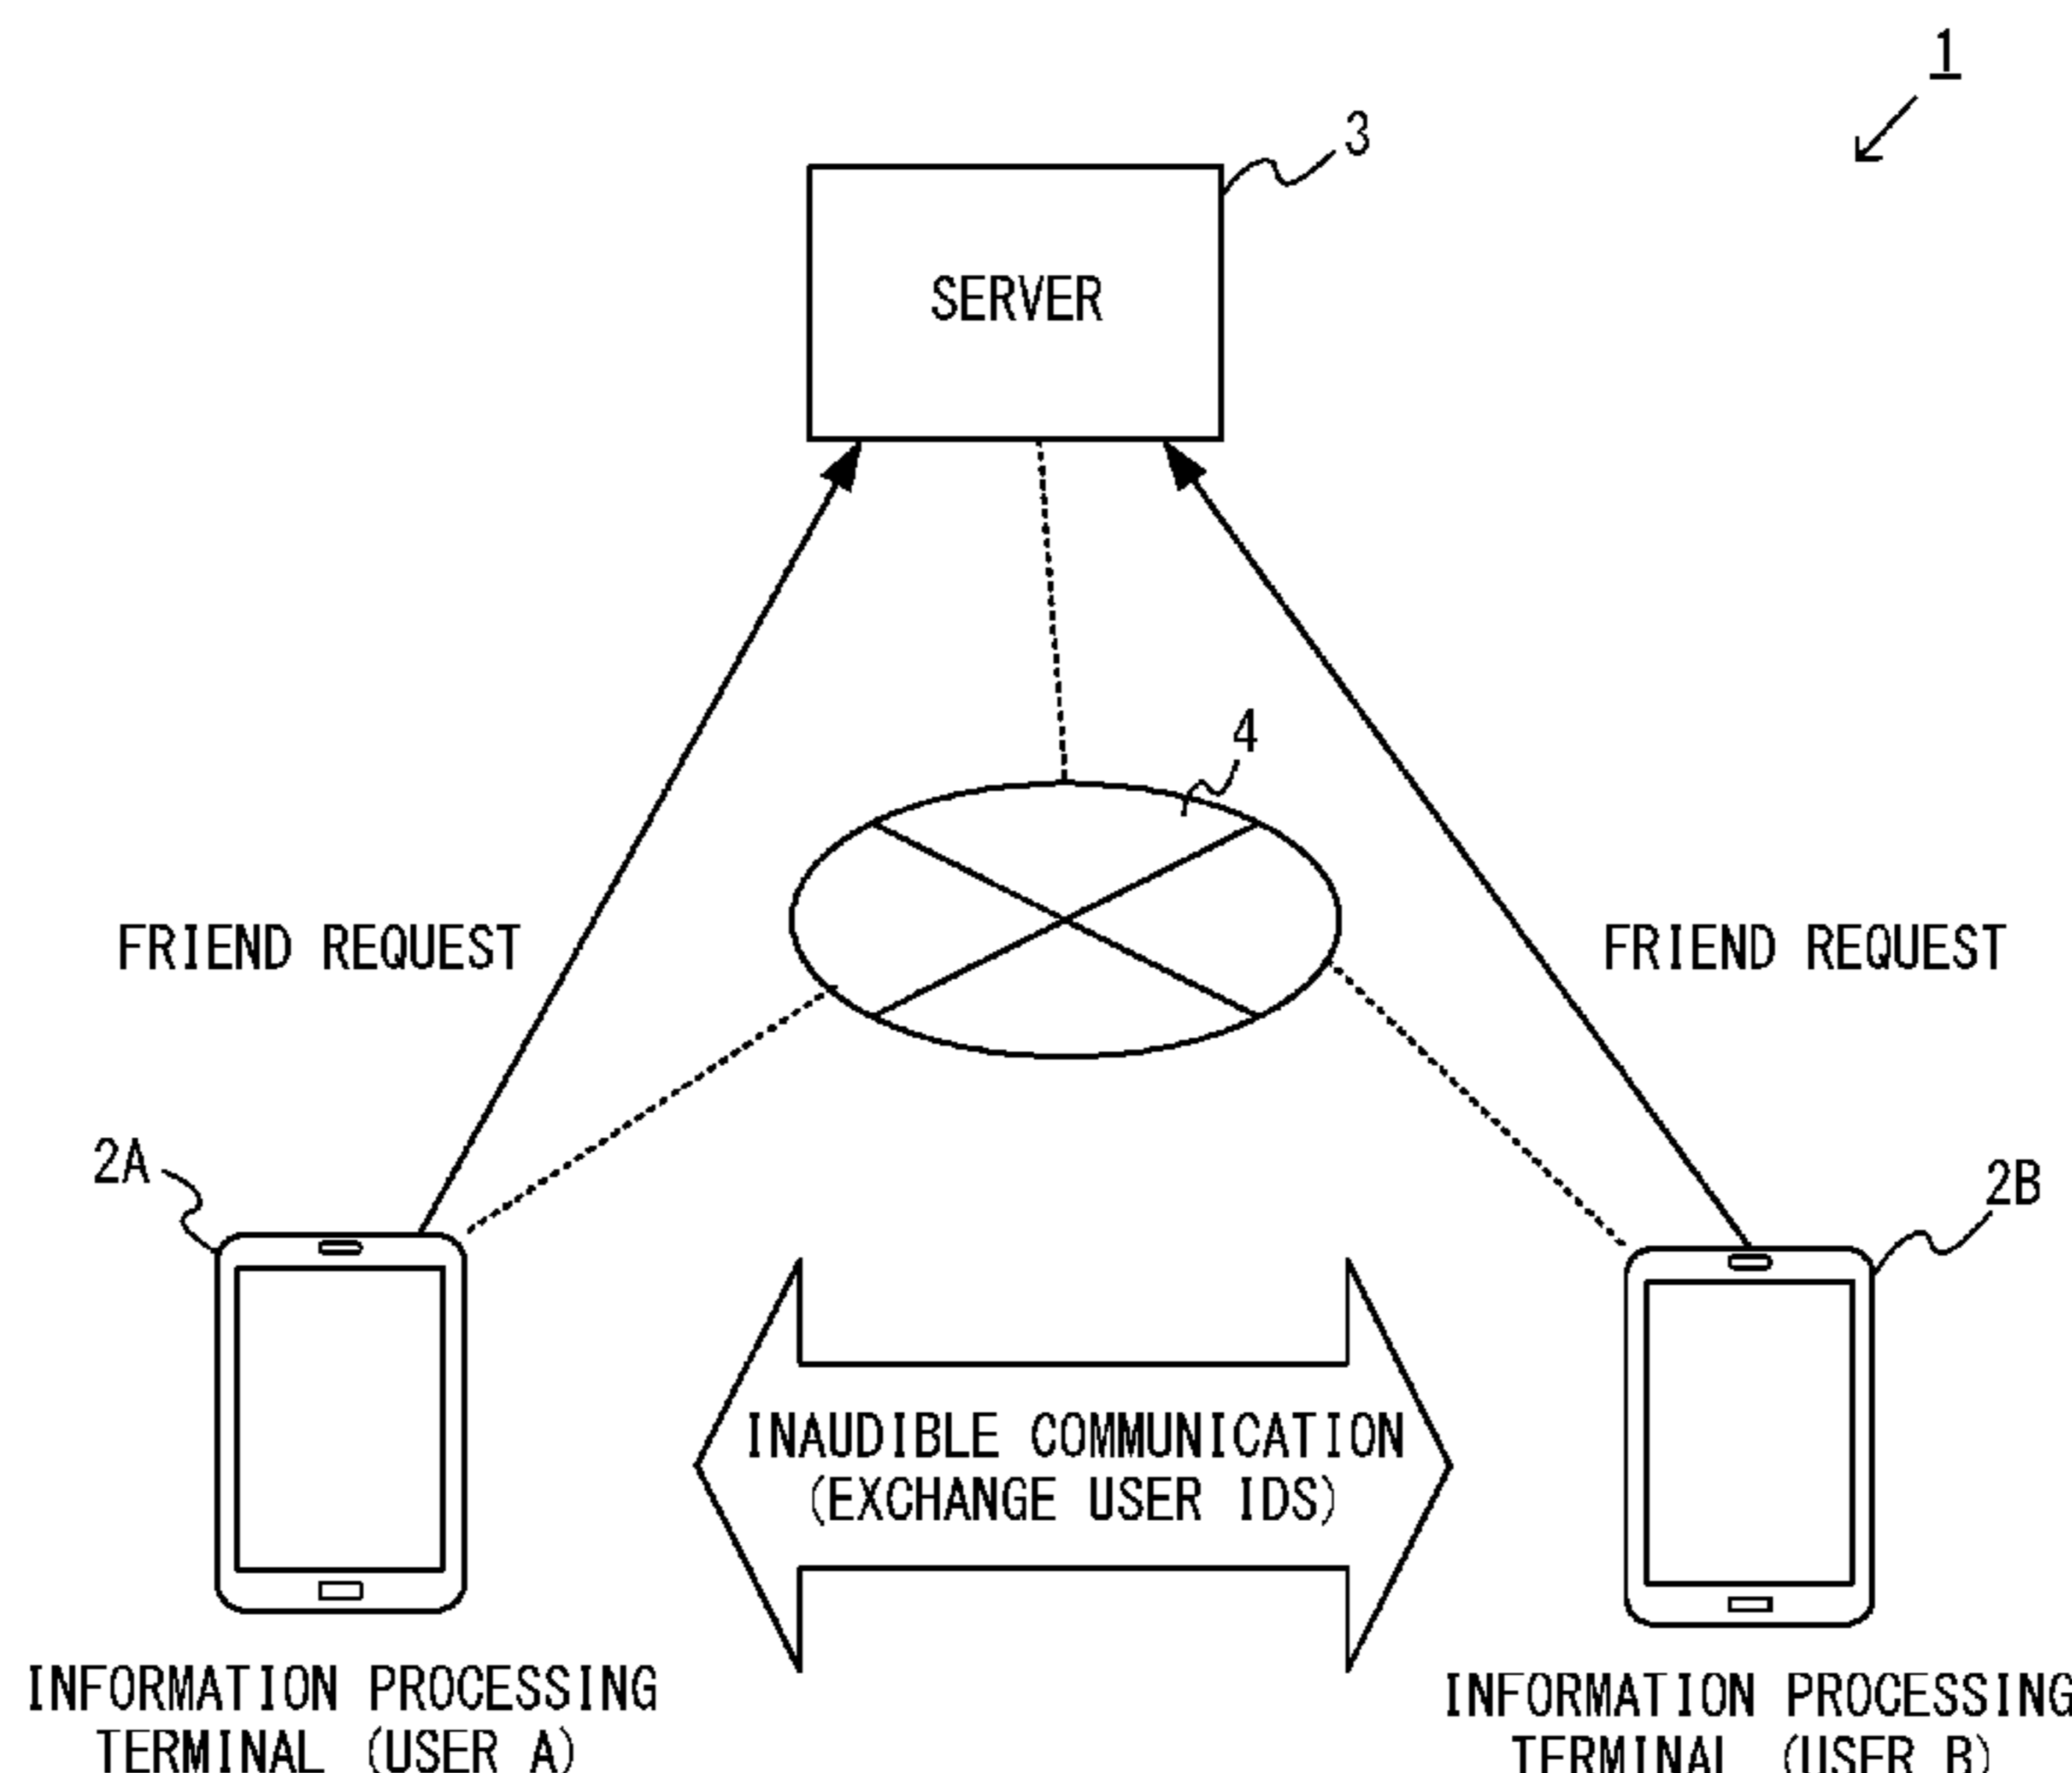 1
3
SERVER
4
FRIEND REQUEST
FRIEND REQUEST
2A
2B
INAUDIBLE COMMUNICATION
(EXCHANGE USER IDS)
INFORMATION PROCESSING
TERMINAL (USER A)
INFORMATION PROCESSING
TERMINAL (USER B)